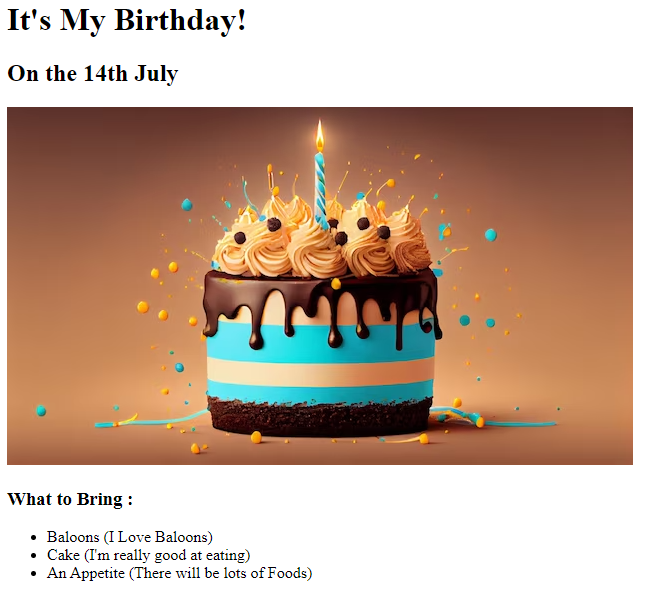 It's My Birthday!
On the 14th July
What to Bring :
Baloons (I Love Baloons)
Cake (I'm really good at eating)
An Appetite (There will be lots of Foods)